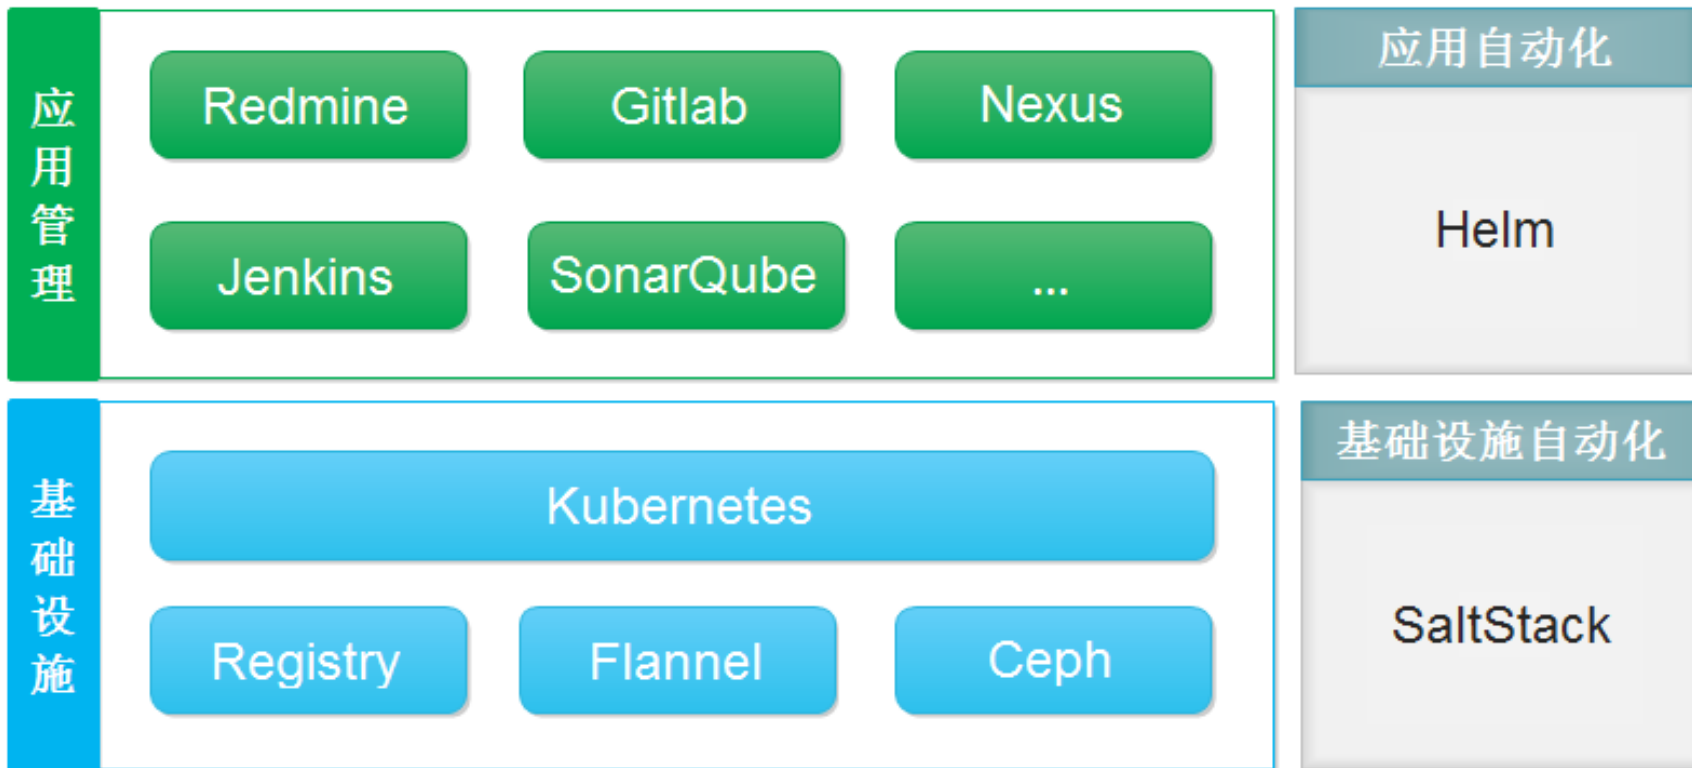 应用管理
Redmine
Gitlab
Nexus
Jenkins
SonarQube
...
应用自动化
Helm
基础设施
Kubernetes
Registry
Flannel
Ceph
基础设施自动化
SaltStack